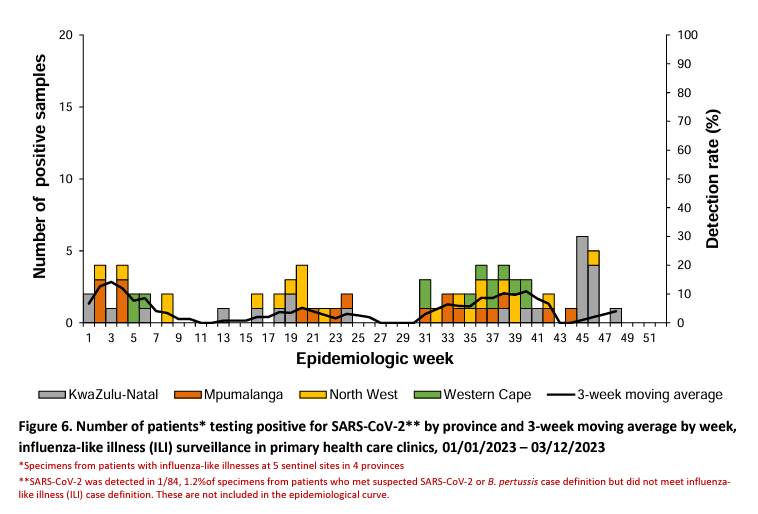 20
15
10
5
0
100
90
80
70
60
50
40
30
20
10
0
Number of positive samples
Detection rate (%)
1 3 5 7 9 11 13 15 17 19 21 23 25 27 29 31 33 35 37 39 41 43 45 47 49 51
Epidemiologic week
KwaZulu-Natal Mpumalanga North West Western Cape 3-week moving average
Figure 6. Number of patients* testing positive for SARS-CoV-2** by province and 3-week moving average by week,
influenza-like illness (ILI) surveillance in primary health care clinics, 01/01/2023 – 03/12/2023
*Specimens from patients with influenza-like illnesses at 5 sentinel sites in 4 provinces
**SARS-CoV-2 was detected in 1/84, 1.2%of specimens from patients who met suspected SARS-CoV-2 or B. pertussis case definition but did not meet influenza-
like illness (ILI) case definition. These are not included in the epidemiological curve.